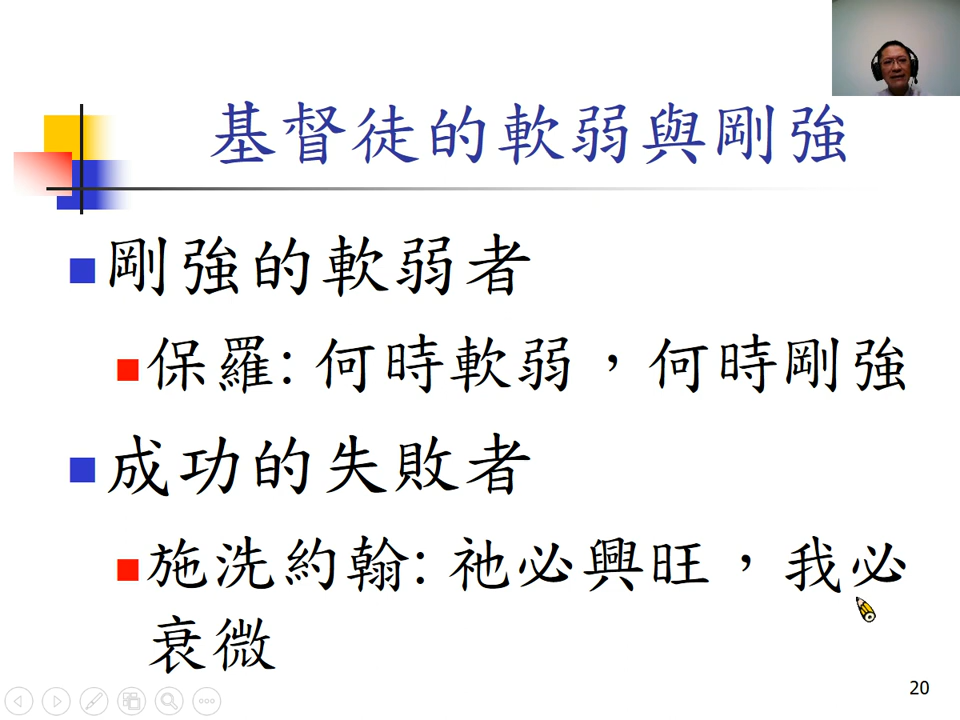 基督徒的軟弱與剛強
剛強的軟弱者
保羅: 何時軟弱，何時剛強
成功的失敗者
施洗約翰: 祂必興旺，我必
衰微
20